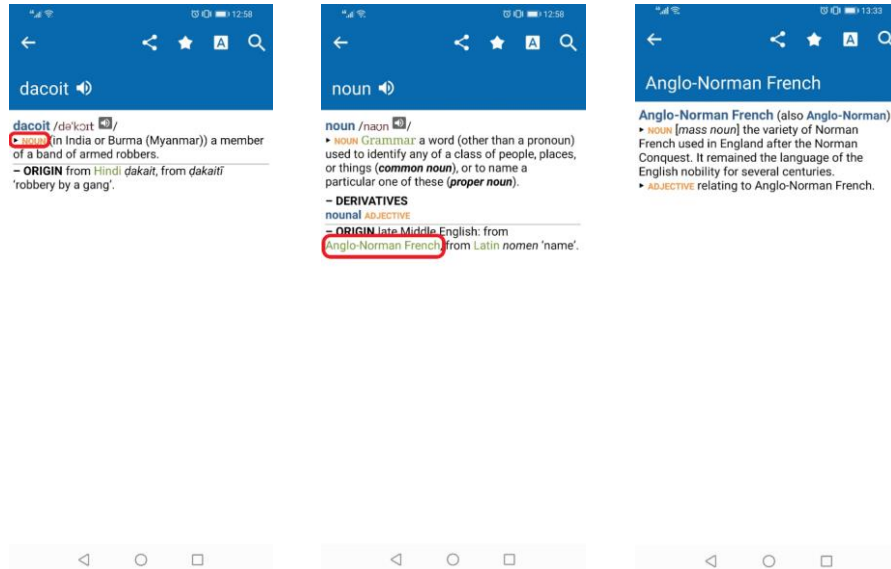 12:58
dacoit
dacoit /dəˈkɔɪt /
▸ NOUN (in India or Burma (Myanmar)) a member
of a band of armed robbers.
– ORIGIN from Hindi ḍakait, from ḍakaitī
‘robbery by a gang’.
12:58
noun
noun /naʊn /
▸ NOUN Grammar a word (other than a pronoun)
used to identify any of a class of people, places,
or things (common noun), or to name a
particular one of these (proper noun).
– DERIVATIVES
nounal ADJECTIVE
– ORIGIN late Middle English: from
Anglo-Norman French, from Latin nomen ‘name’.
13:33
Anglo-Norman French
Anglo-Norman French (also Anglo-Norman)
▸ NOUN [mass noun] the variety of Norman
French used in England after the Norman
Conquest. It remained the language of the
English nobility for several centuries.
▸ ADJECTIVE relating to Anglo-Norman French.